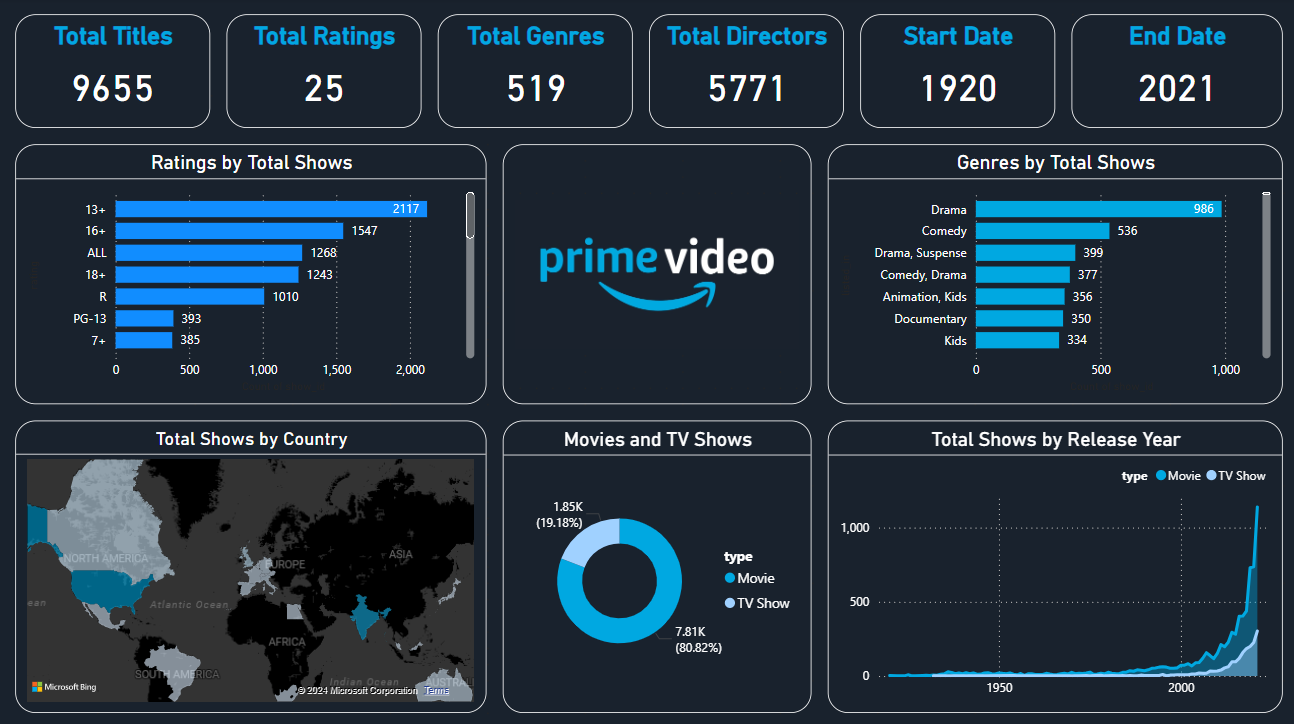 Total Titles
9655
Total Ratings
25
Total Genres
519
Total Directors
5771
Start Date
1920
End Date
2021
Ratings by Total Shows
13+ 2117
16+ 1547
ALL 1268
18+ 1243
R 1010
PG-13 393
7+ 385
0 500 1,000 1,500 2,000
prime video
Genres by Total Shows
Drama 986
Comedy 536
Drama, Suspense 399
Comedy, Drama 377
Animation, Kids 356
Documentary 350
Kids 334
0 500 1,000
Total Shows by Country
NORTH AMERICA
EUROPE
ASIA
ean
Atlantic Ocean
AFRICA
SOUTH AMERICA
Indian Ocean
AUSTRAL
Microsoft Bing
© 2024 Microsoft Corporation Terms
Movies and TV Shows
1.85K
(19.18%)
type
Movie
TV Show
7.81K
(80.82%)
Total Shows by Release Year
type Movie TV Show
1,000
500
0
1950 2000